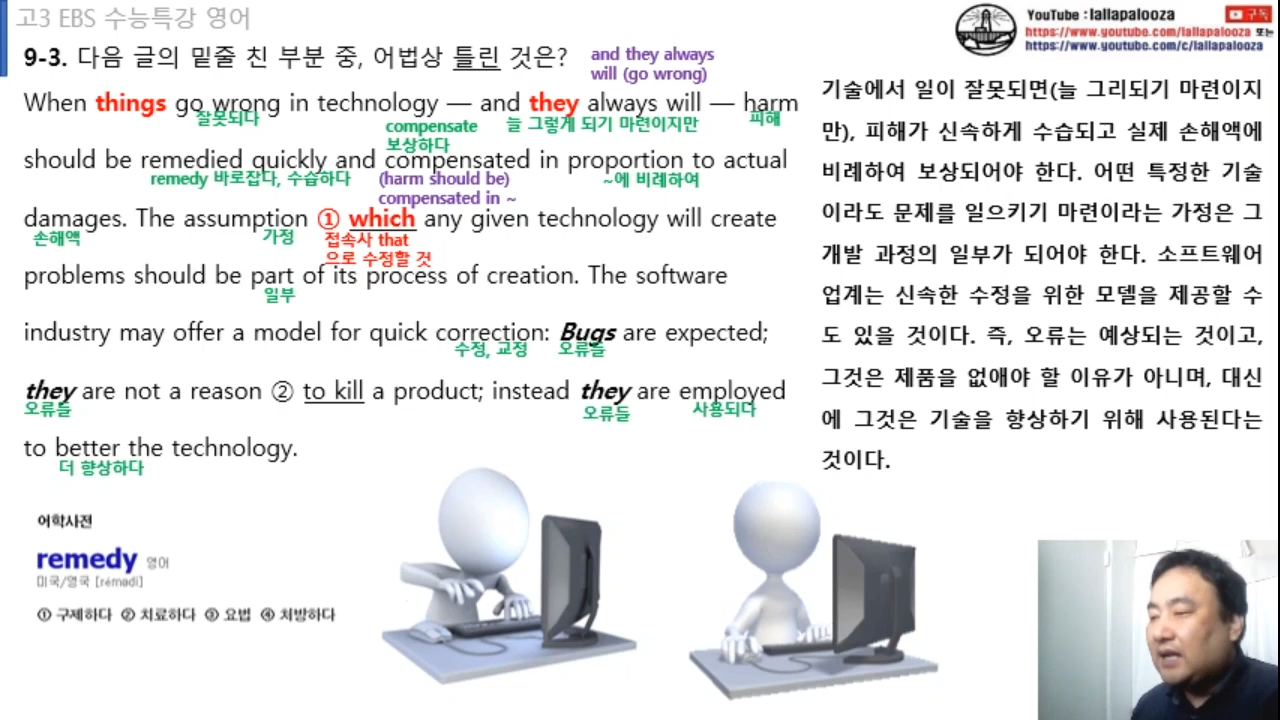 고3 EBS 수능특강 영어
YouTube : lallapalooza
구독
https://www.youtube.com/lallapalooza 또는
https://www.youtube.com/c/lallapalooza
9-3. 다음 글의 밑줄 친 부분 중, 어법상 틀린 것은?
and they always
will (go wrong)
When things go wrong in technology — and they always will — harm
잘못되다
compensate
보상하다
늘 그렇게 되기 마련이지만
피해
should be remedied quickly and compensated in proportion to actual
remedy 바로잡다, 수습하다
(harm should be)
compensated in ~
~에 비례하여
damages. The assumption ① which any given technology will create
손해액
가정
접속사 that
으로 수정할 것
problems should be part of its process of creation. The software
일부
industry may offer a model for quick correction: Bugs are expected;
수정, 교정
오류들
they are not a reason ② to kill a product; instead they are employed
오류들
오류들
사용되다
to better the technology.
더 향상하다
기술에서 일이 잘못되면(늘 그리되기 마련이지
만), 피해가 신속하게 수습되고 실제 손해액에
비례하여 보상되어야 한다. 어떤 특정한 기술
이라도 문제를 일으키기 마련이라는 가정은 그
개발 과정의 일부가 되어야 한다. 소프트웨어
업계는 신속한 수정을 위한 모델을 제공할 수
도 있을 것이다. 즉, 오류는 예상되는 것이고,
그것은 제품을 없애야 할 이유가 아니며, 대신
에 그것은 기술을 향상하기 위해 사용된다는
것이다.
어학사전
remedy 영어
미국/영국 [rémədi]
① 구제하다 ② 치료하다 ③ 요법 ④ 처방하다